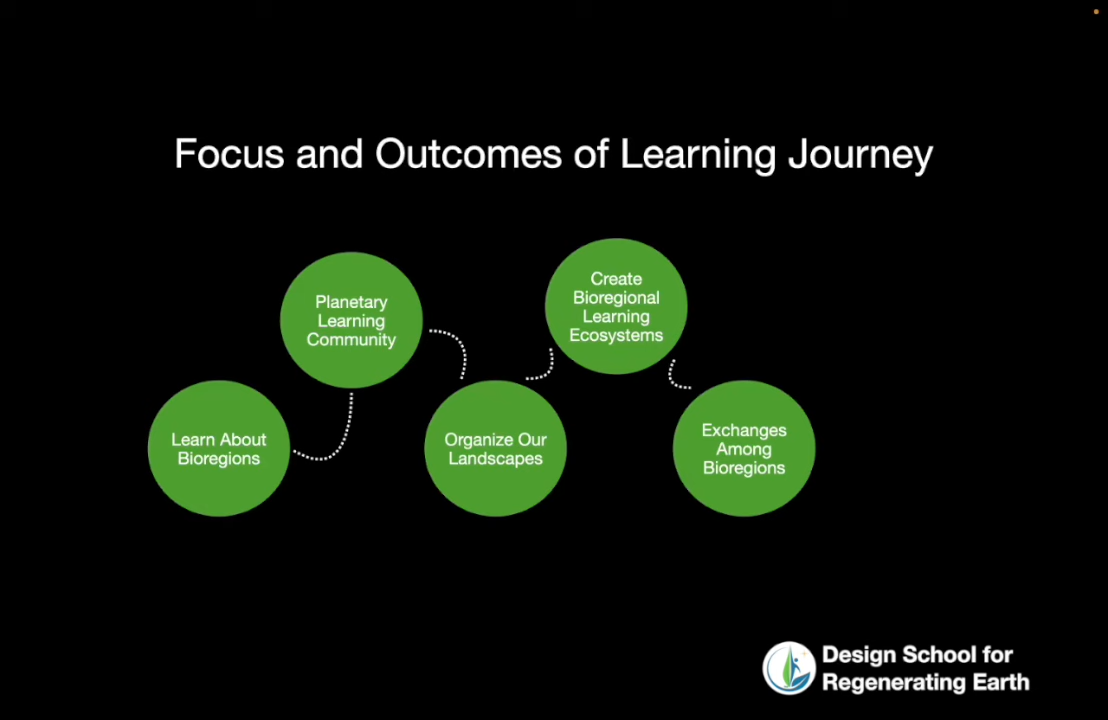 Focus and Outcomes of Learning Journey
Learn About
Bioregions
Planetary
Learning
Community
Organize Our
Landscapes
Create
Bioregional
Learning
Ecosystems
Exchanges
Among
Bioregions
Design School for
Regenerating Earth